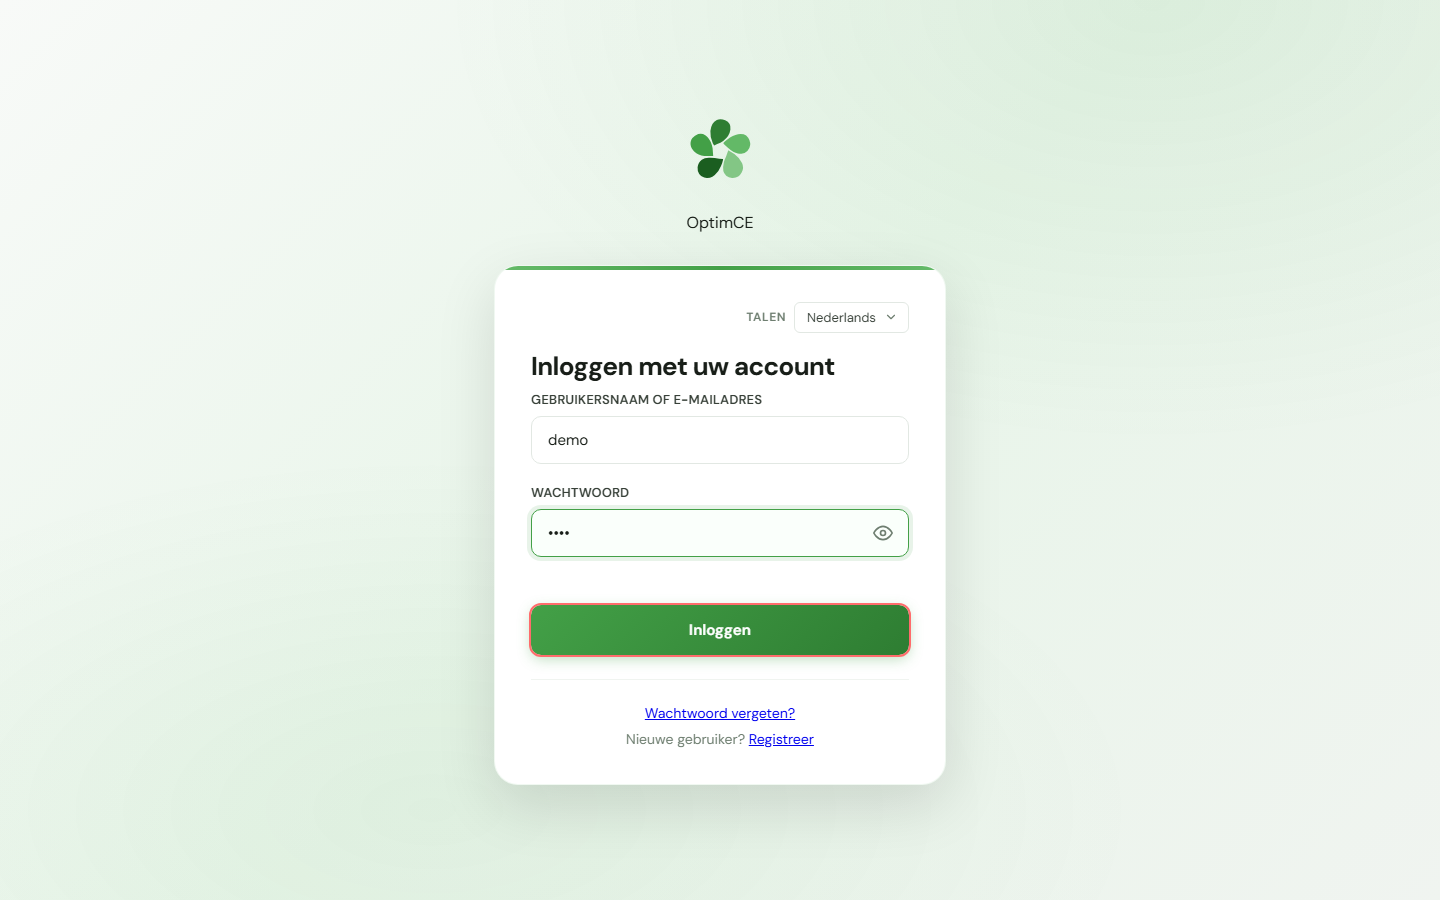 OptimCE
TALEN Nederlands
Inloggen met uw account
GEBRUIKERSNAAM OF E-MAILADRES
demo
WACHTWOORD
••••
Inloggen
Wachtwoord vergeten?
Nieuwe gebruiker? Registreer